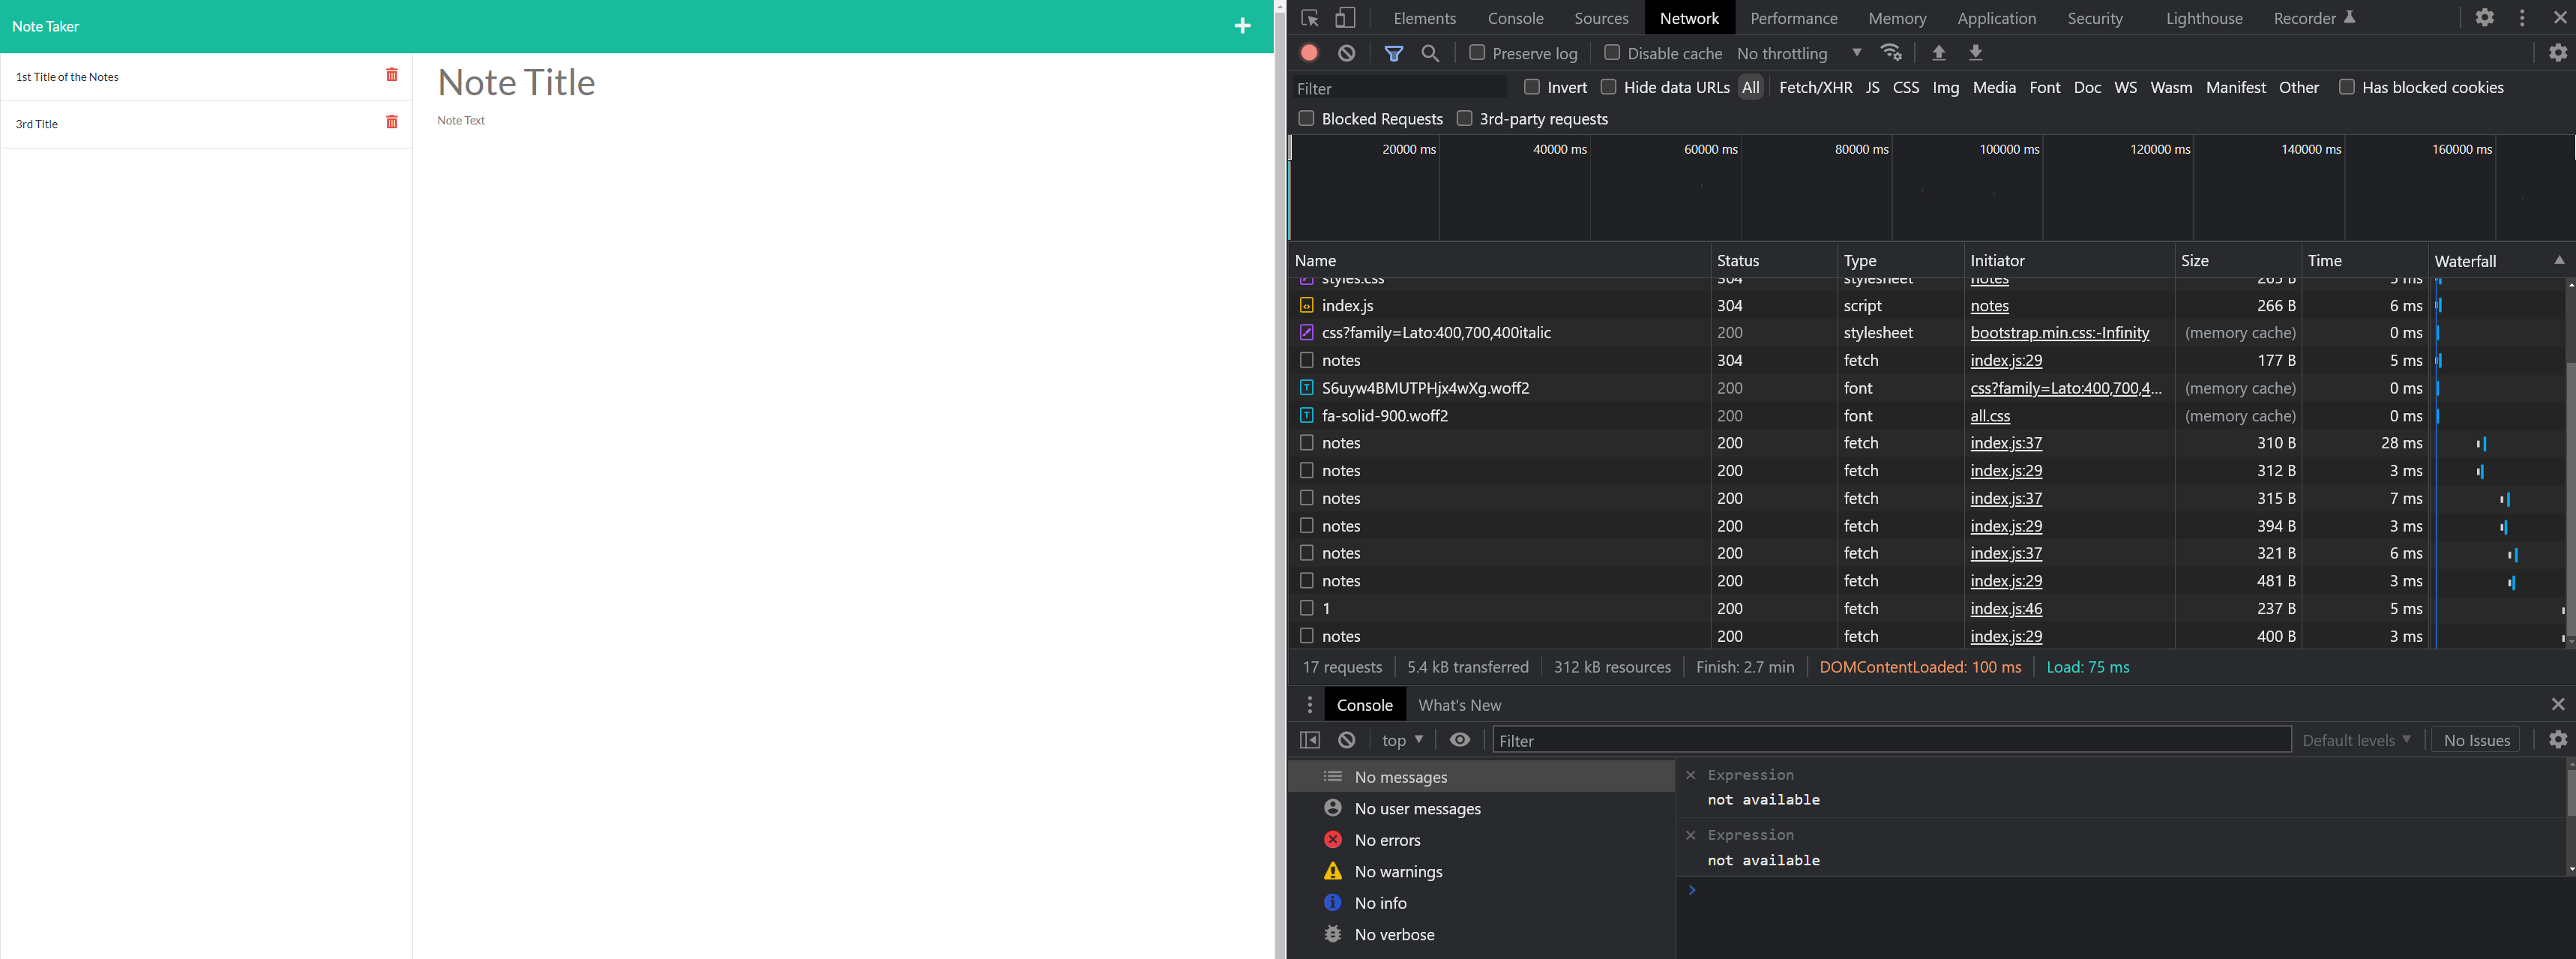 Note Taker
1st Title of the Notes
3rd Title
Note Title
Note Text
Elements Console Sources Network Performance Memory Application Security Lighthouse Recorder
Preserve log Disable cache No throttling
Filter Invert Hide data URLs All Fetch/XHR JS CSS Img Media Font Doc WS Wasm Manifest Other Has blocked cookies
Blocked Requests 3rd-party requests
20000 ms 40000 ms 60000 ms 80000 ms 100000 ms 120000 ms 140000 ms 160000 ms
Name Status Type Initiator Size Time Waterfall
styles.css 304 stylesheet notes 265 B 5 ms
index.js 304 script notes 266 B 6 ms
css?family=Lato:400,700,400italic 200 stylesheet bootstrap.min.css:-Infinity (memory cache) 0 ms
notes 304 fetch index.js:29 177 B 5 ms
S6uyw4BMUTPHjx4wXg.woff2 200 font css?family=Lato:400,700,4... (memory cache) 0 ms
fa-solid-900.woff2 200 font all.css (memory cache) 0 ms
notes 200 fetch index.js:37 310 B 28 ms
notes 200 fetch index.js:29 312 B 3 ms
notes 200 fetch index.js:37 315 B 7 ms
notes 200 fetch index.js:29 394 B 3 ms
notes 200 fetch index.js:37 321 B 6 ms
notes 200 fetch index.js:29 481 B 3 ms
1 200 fetch index.js:46 237 B 5 ms
notes 200 fetch index.js:29 400 B 3 ms
17 requests 5.4 kB transferred 312 kB resources Finish: 2.7 min DOMContentLoaded: 100 ms Load: 75 ms
Console What's New
top Filter Default levels No Issues
No messages
No user messages
No errors
No warnings
No info
No verbose
Expression
not available
Expression
not available